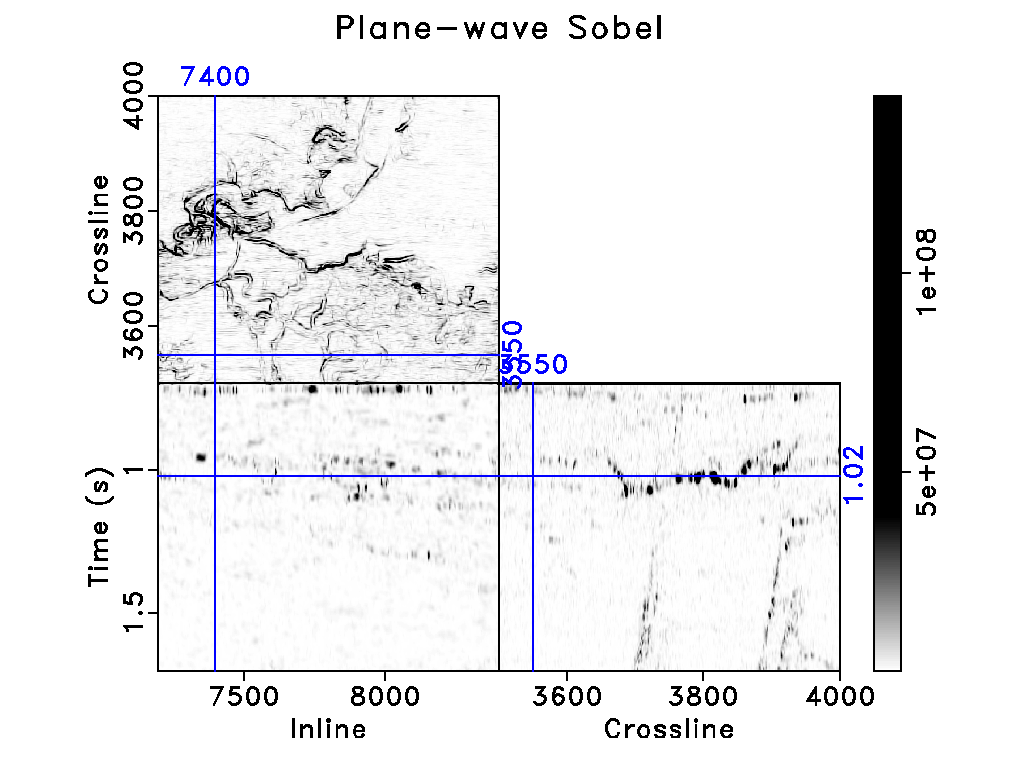 Plane-wave Sobel
7400
4000
3800
3600
Crossline
3550
3550
1
1.5
Time (s)
1.02
7500
8000
Inline
3600
3800
4000
Crossline
1e+08
5e+07